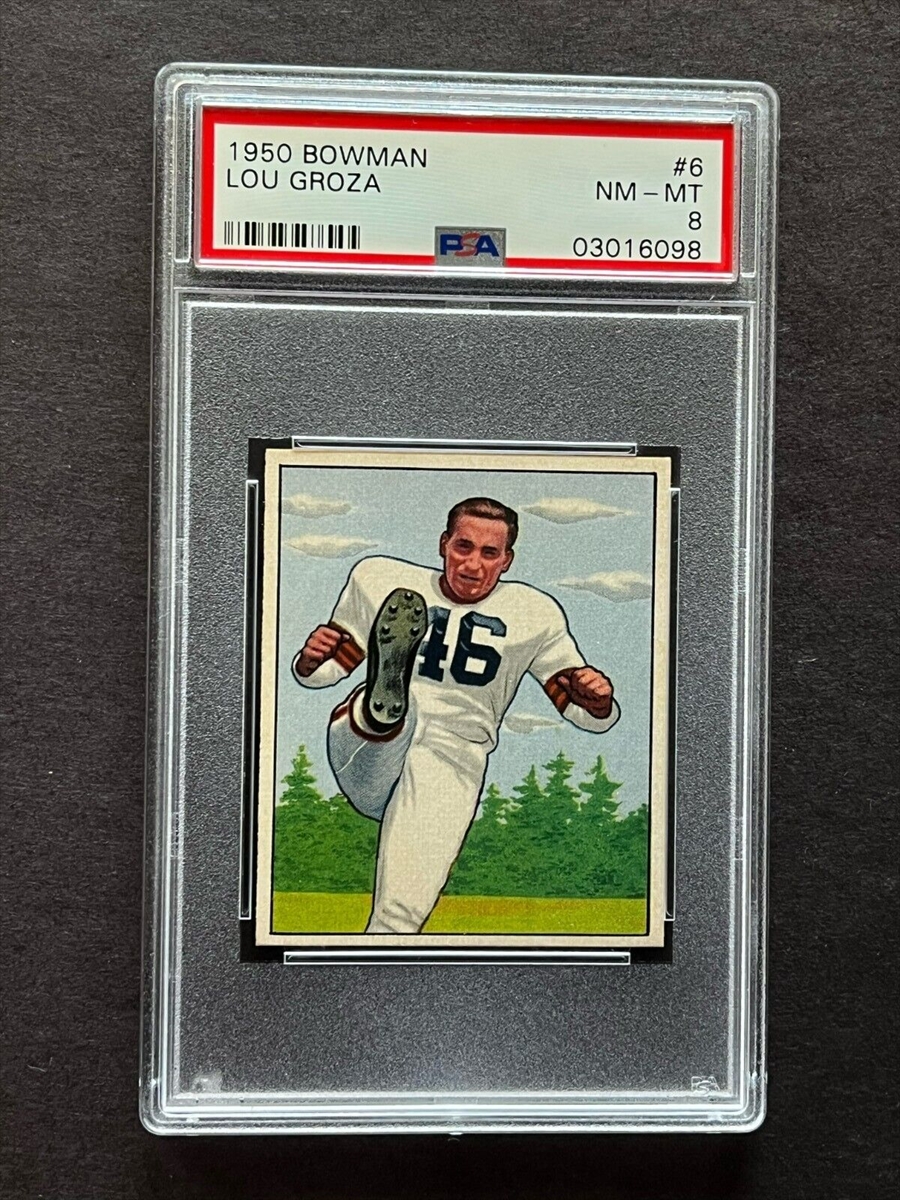 1950 BOWMAN
LOU GROZA
#6
NM - MT
8
PSA
03016098
46